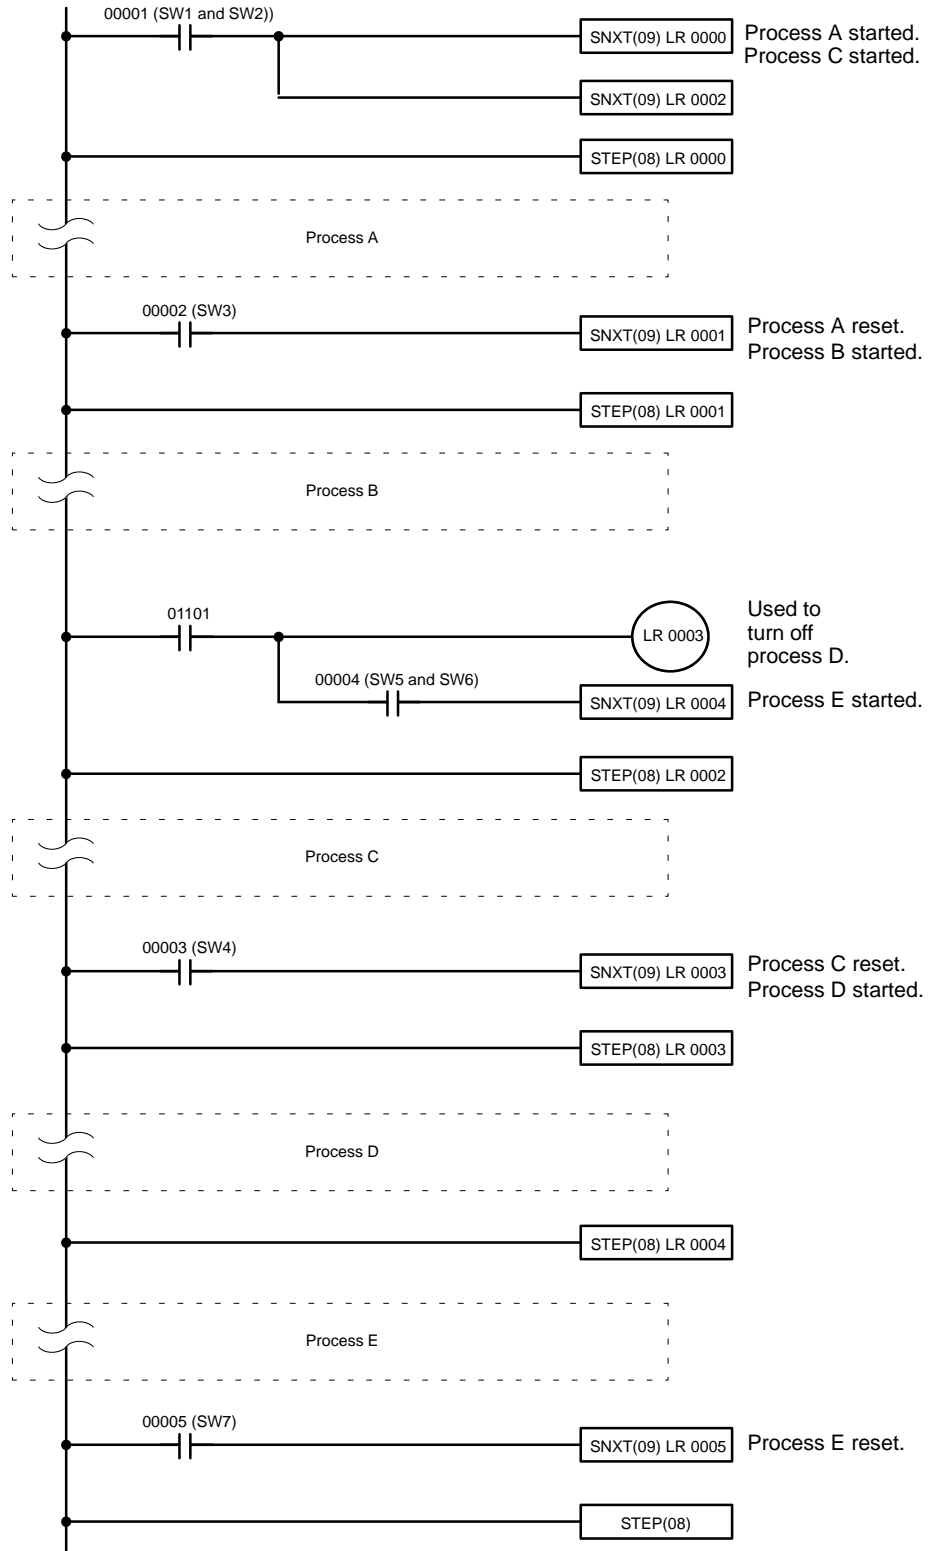 00001 (SW1 and SW2))
SNXT(09) LR 0000
Process A started.
Process C started.
SNXT(09) LR 0002
STEP(08) LR 0000
Process A
00002 (SW3)
SNXT(09) LR 0001
Process A reset.
Process B started.
STEP(08) LR 0001
Process B
01101
LR 0003
Used to
turn off
process D.
00004 (SW5 and SW6)
SNXT(09) LR 0004
Process E started.
STEP(08) LR 0002
Process C
00003 (SW4)
SNXT(09) LR 0003
Process C reset.
Process D started.
STEP(08) LR 0003
Process D
STEP(08) LR 0004
Process E
00005 (SW7)
SNXT(09) LR 0005
Process E reset.
STEP(08)